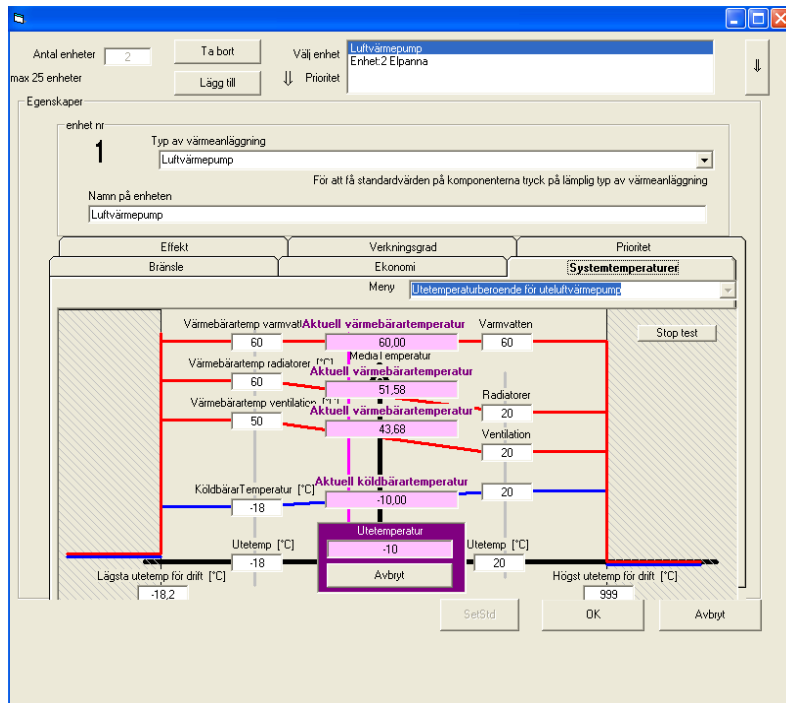 Antal enheter 2
Ta bort
Välj enhet
Luftvärmepump
Enhet:2 Elpanna
max 25 enheter
Lägg till
⇓ Prioritet
⇓
Egenskaper
enhet nr
1
Typ av värmeanläggning
Luftvärmepump
För att få standardvärden på komponenterna tryck på lämplig typ av värmeanläggning
Namn på enheten
Luftvärmepump
Effekt
Verkningsgrad
Prioritet
Bränsle
Ekonomi
Systemtemperaturer
Meny
Utetemperaturberoende för uteluftvärmepump
Värmebärartemp varmvatt
Aktuell värmebärartemperatur
Varmvatten
Stop test
60
60,00
60
MediaTemperatur
Värmebärartemp radiatorer [°C]
Aktuell värmebärartemperatur
60
51,58
Radiatorer
20
Värmebärartemp ventilation [°C]
Aktuell värmebärartemperatur
50
43,68
Ventilation
20
KöldbärarTemperatur [°C]
Aktuell köldbärartemperatur
-18
-10,00
20
Utetemperatur
-10
Avbryt
Utetemp [°C]
-18
Utetemp [°C]
20
Lägsta utetemp för drift [°C]
-18,2
Högst utetemp för drift [°C]
999
SetStd
OK
Avbryt